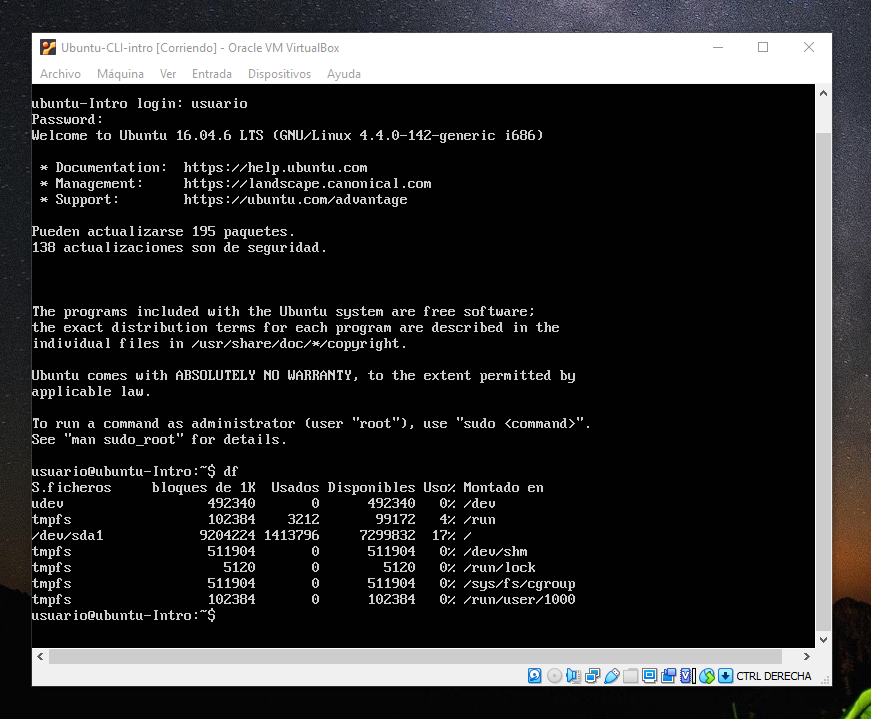 Ubuntu-CLI-intro [Corriendo] - Oracle VM VirtualBox
Archivo Máquina Ver Entrada Dispositivos Ayuda
ubuntu-Intro login: usuario
Password:
Welcome to Ubuntu 16.04.6 LTS (GNU/Linux 4.4.0-142-generic i686)
* Documentation: https://help.ubuntu.com
* Management: https://landscape.canonical.com
* Support: https://ubuntu.com/advantage
Pueden actualizarse 195 paquetes.
138 actualizaciones son de seguridad.
The programs included with the Ubuntu system are free software;
the exact distribution terms for each program are described in the
individual files in /usr/share/doc/*/copyright.
Ubuntu comes with ABSOLUTELY NO WARRANTY, to the extent permitted by
applicable law.
To run a command as administrator (user "root"), use "sudo <command>".
See "man sudo_root" for details.
usuario@ubuntu-Intro:~$ df
S.ficheros bloques de 1K Usados Disponibles Uso% Montado en
udev 492340 0 492340 0% /dev
tmpfs 102384 3212 99172 4% /run
/dev/sda1 9204224 1413796 7299832 17% /
tmpfs 511904 0 511904 0% /dev/shm
tmpfs 5120 0 5120 0% /run/lock
tmpfs 511904 0 511904 0% /sys/fs/cgroup
tmpfs 102384 0 102384 0% /run/user/1000
usuario@ubuntu-Intro:~$
CTRL DERECHA